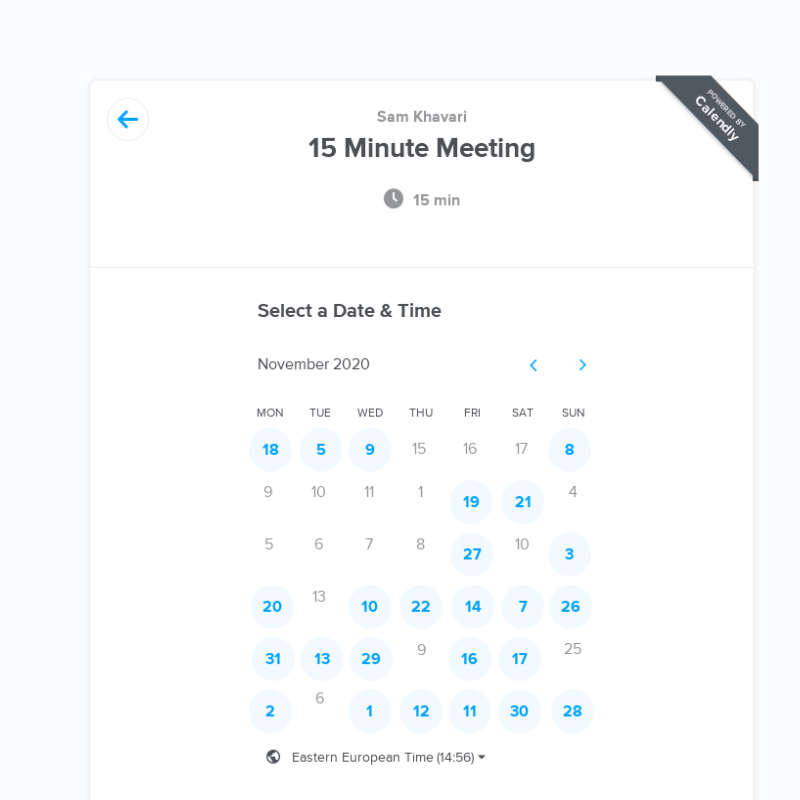 POWERED BY
Calendly
Sam Khavari
15 Minute Meeting
15 min
Select a Date & Time
November 2020
MON TUE WED THU FRI SAT SUN
18 5 9 15 16 17 8
9 10 11 1 19 21 4
5 6 7 8 27 10 3
20 13 10 22 14 7 26
31 13 29 9 16 17 25
2 6 1 12 11 30 28
Eastern European Time (14:56)